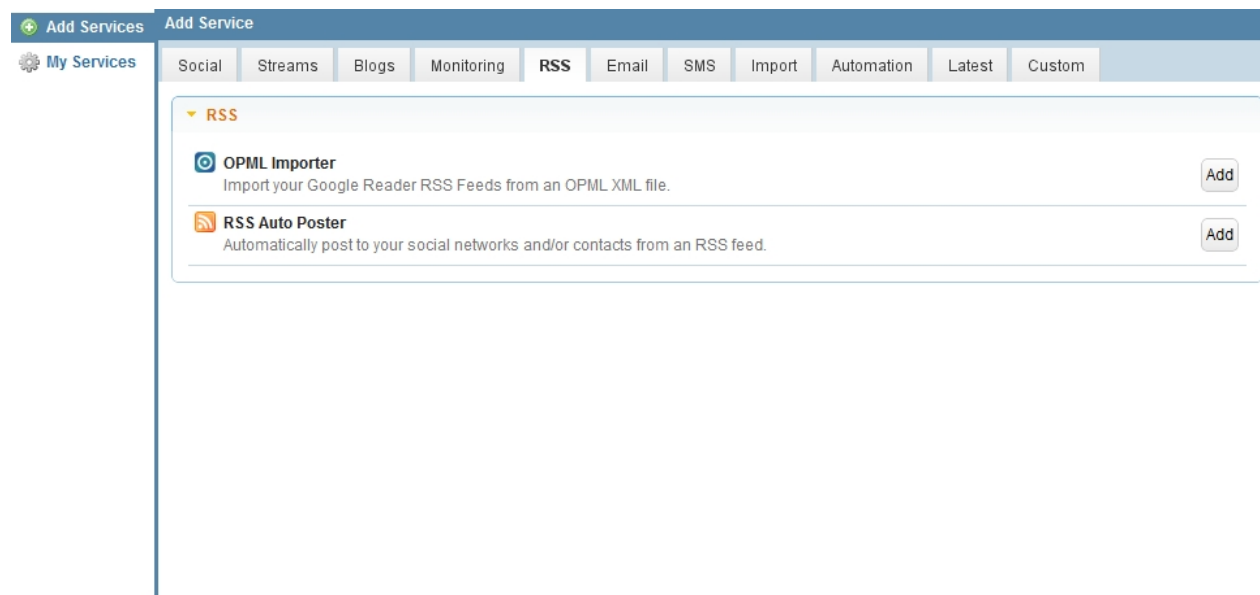 Add Services
Add Service
My Services
Social Streams Blogs Monitoring RSS Email SMS Import Automation Latest Custom
RSS
OPML Importer
Import your Google Reader RSS Feeds from an OPML XML file.
Add
RSS Auto Poster
Automatically post to your social networks and/or contacts from an RSS feed.
Add